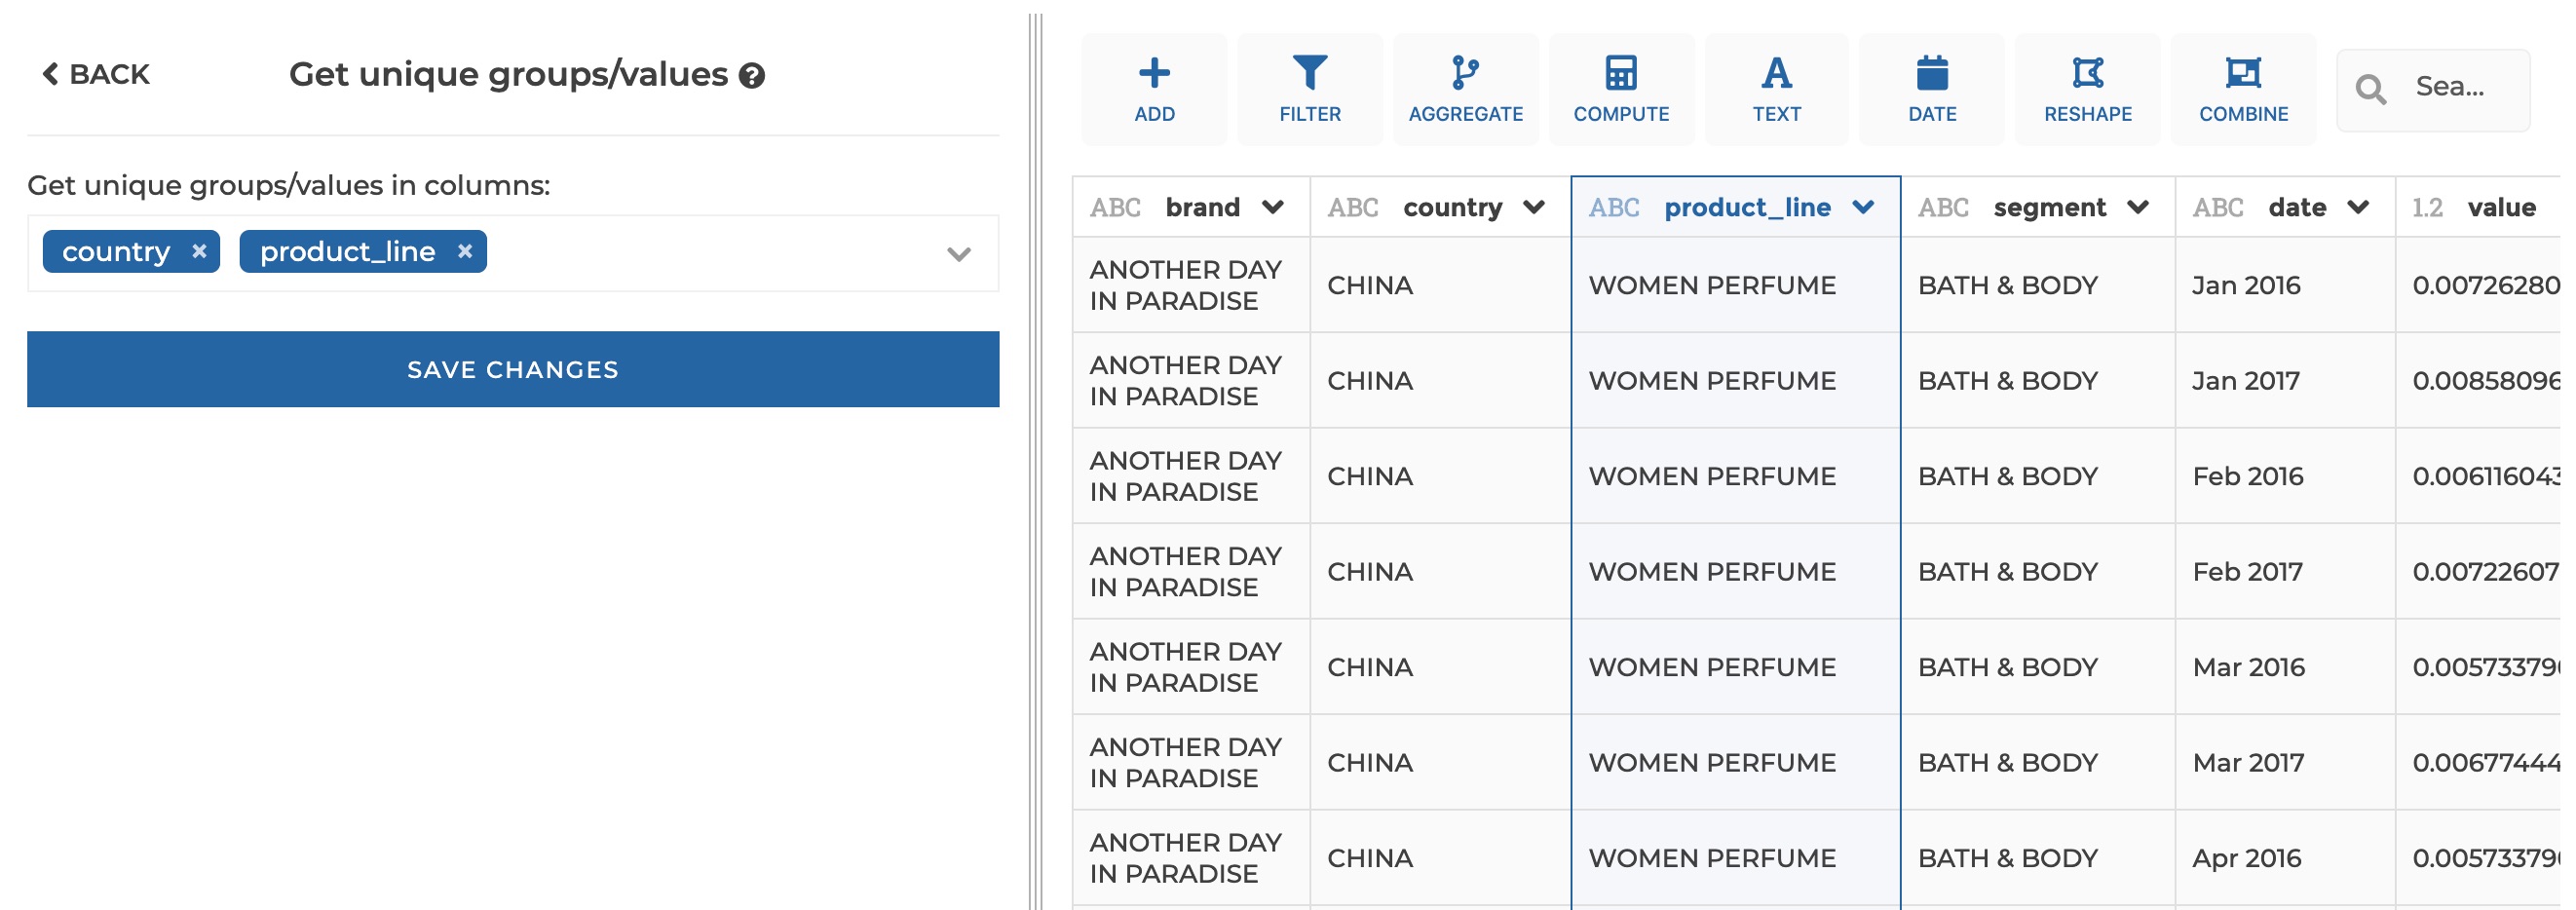 BACK
Get unique groups/values ?
Get unique groups/values in columns:
country × product_line ×
SAVE CHANGES
ADD FILTER AGGREGATE COMPUTE TEXT DATE RESHAPE COMBINE Sea...
ABC brand ABC country ABC product_line ABC segment ABC date 1.2 value
ANOTHER DAY
IN PARADISE CHINA WOMEN PERFUME BATH & BODY Jan 2016 0.00726280
ANOTHER DAY
IN PARADISE CHINA WOMEN PERFUME BATH & BODY Jan 2017 0.00858096
ANOTHER DAY
IN PARADISE CHINA WOMEN PERFUME BATH & BODY Feb 2016 0.006116043
ANOTHER DAY
IN PARADISE CHINA WOMEN PERFUME BATH & BODY Feb 2017 0.00722607
ANOTHER DAY
IN PARADISE CHINA WOMEN PERFUME BATH & BODY Mar 2016 0.00573379
ANOTHER DAY
IN PARADISE CHINA WOMEN PERFUME BATH & BODY Mar 2017 0.00677444
ANOTHER DAY
IN PARADISE CHINA WOMEN PERFUME BATH & BODY Apr 2016 0.00573379